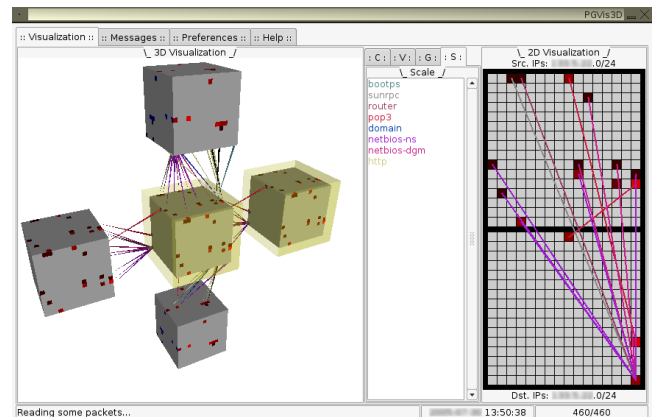 PGVis3D
:: Visualization :: :: Messages :: :: Preferences :: :: Help ::
\_ 3D Visualization _/
: C : : V : : G : : S :
\_ Scale _/
bootps
sunrpc
router
pop3
domain
netbios-ns
netbios-dgm
http
\_ 2D Visualization _/
Src. IPs: .0/24
Dst. IPs: .0/24
Reading some packets...
13:50:38
460/460